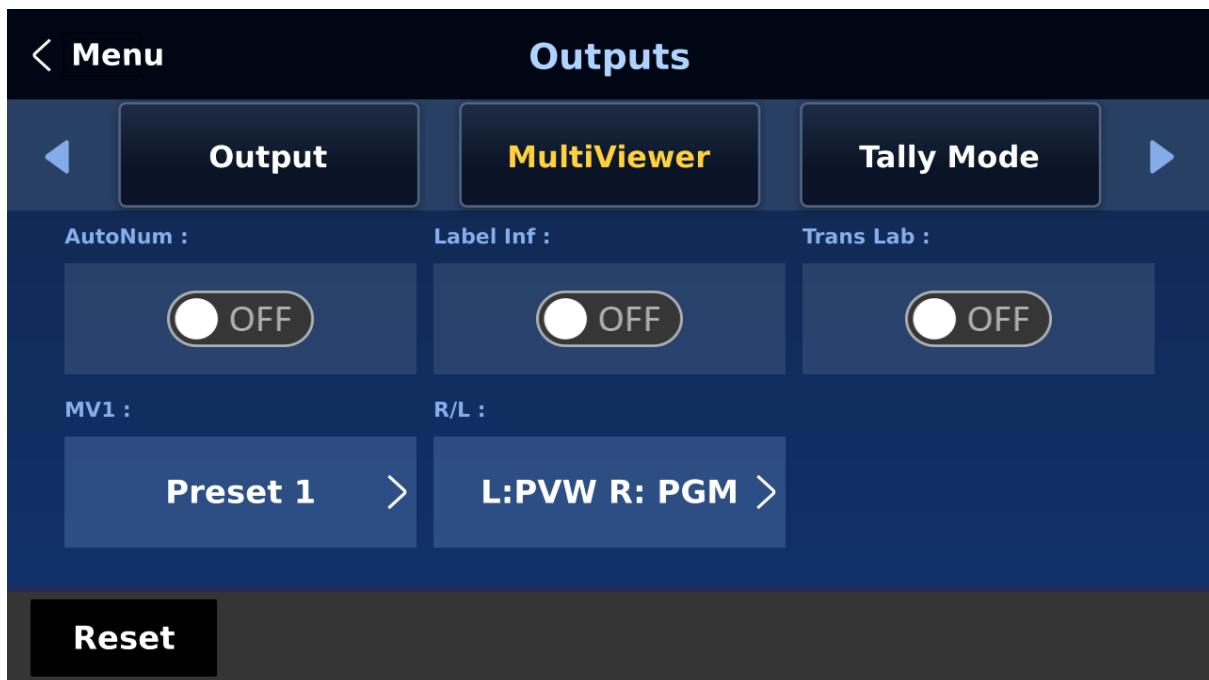 Menu
Outputs
Output
MultiViewer
Tally Mode
AutoNum :
Label Inf :
Trans Lab :
OFF
OFF
OFF
MV1 :
R/L :
Preset 1
L:PVW R: PGM
Reset